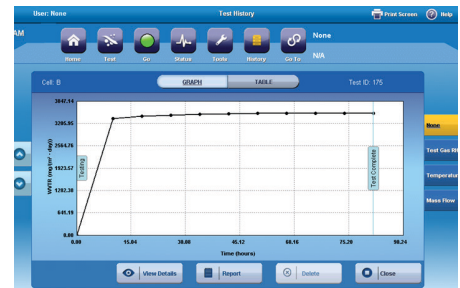 User: None Test History Print Screen Help
AM
None
Home Test Go Status Tools History Go To N/A
Cell: B GRAPH TABLE Test ID: 175
3847.14
3205.95
2564.76
1923.57
1282.38
641.19
0.00
WVTR (mg/(m² · day))
Testing
Test Complete
0.00 15.04 30.08 45.12 60.16 75.20 90.24
Time (hours)
None
Test Gas RH
Temperatur
Mass Flow
View Details Report Delete Close